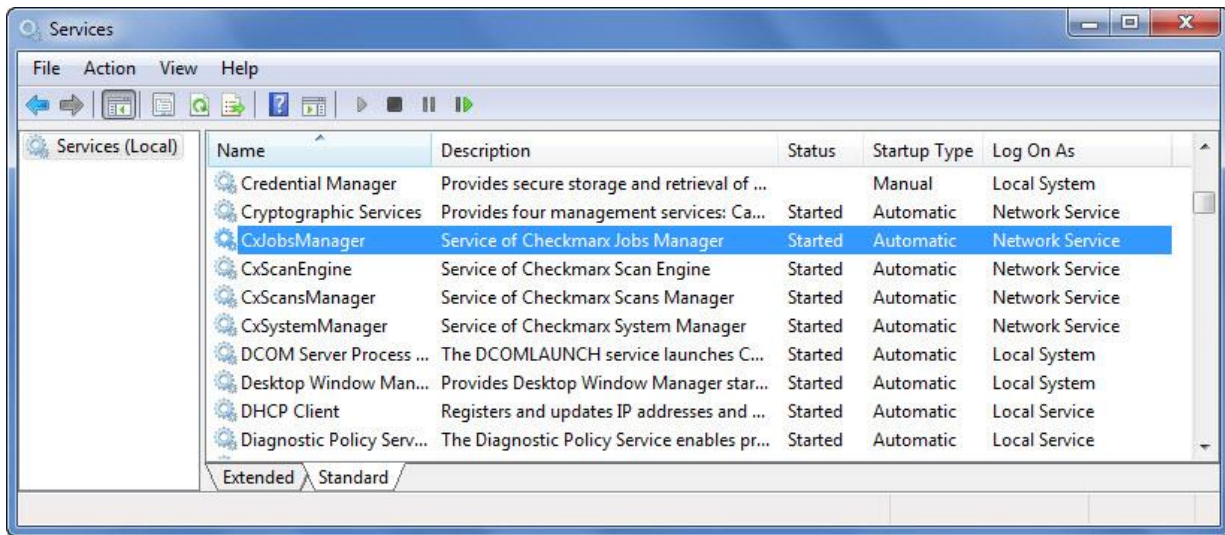 Services
File Action View Help
Services (Local)
Name Description Status Startup Type Log On As
Credential Manager Provides secure storage and retrieval of ... Manual Local System
Cryptographic Services Provides four management services: Ca... Started Automatic Network Service
CxJobsManager Service of Checkmarx Jobs Manager Started Automatic Network Service
CxScanEngine Service of Checkmarx Scan Engine Started Automatic Network Service
CxScansManager Service of Checkmarx Scans Manager Started Automatic Network Service
CxSystemManager Service of Checkmarx System Manager Started Automatic Network Service
DCOM Server Process ... The DCOMLAUNCH service launches C... Started Automatic Local System
Desktop Window Man... Provides Desktop Window Manager star... Started Automatic Local System
DHCP Client Registers and updates IP addresses and ... Started Automatic Local Service
Diagnostic Policy Serv... The Diagnostic Policy Service enables pr... Started Automatic Local Service
Extended Standard